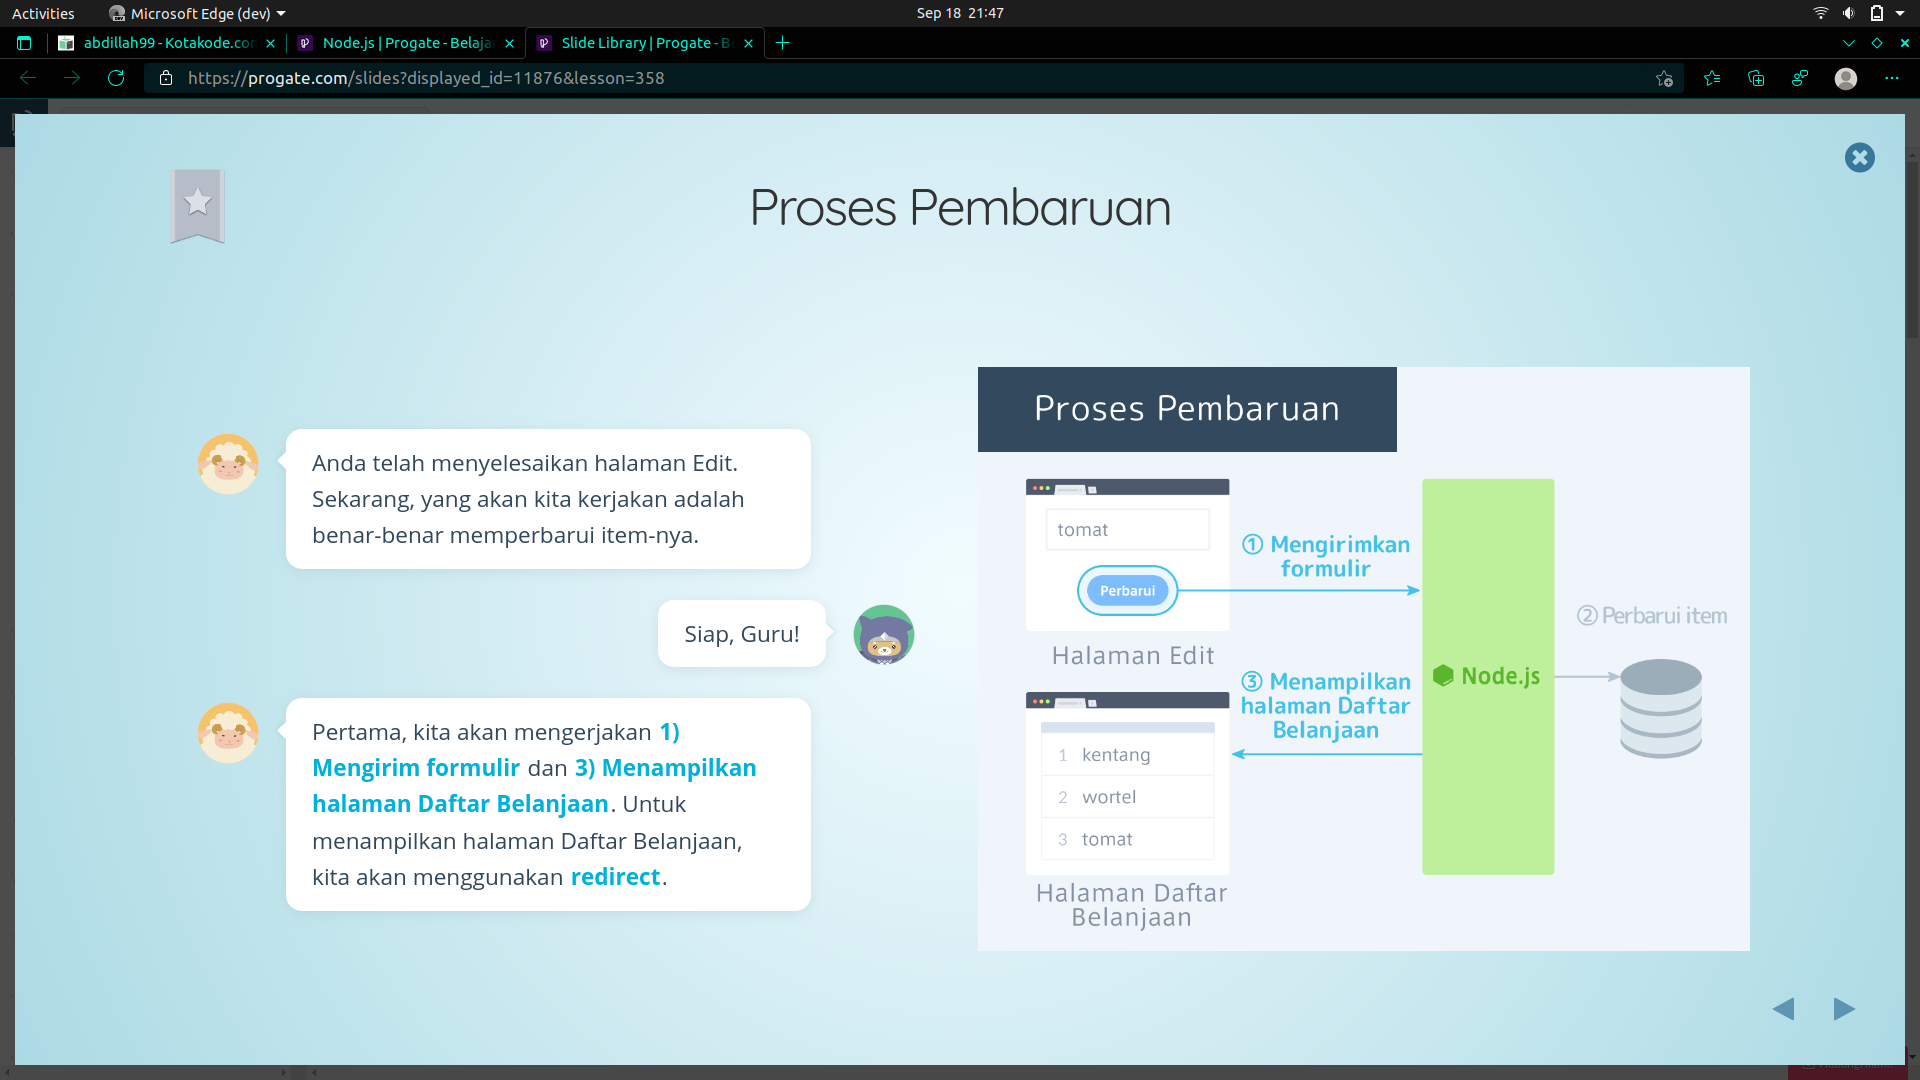 Activities
Microsoft Edge (dev)
Sep 18 21:47
abdillah99 - Kotakode.con
Node.js | Progate - Belaja
Slide Library | Progate - B
https://progate.com/slides?displayed_id=11876&lesson=358
Proses Pembaruan
Anda telah menyelesaikan halaman Edit.
Sekarang, yang akan kita kerjakan adalah
benar-benar memperbarui item-nya.
Siap, Guru!
Pertama, kita akan mengerjakan 1)
Mengirim formulir dan 3) Menampilkan
halaman Daftar Belanjaan. Untuk
menampilkan halaman Daftar Belanjaan,
kita akan menggunakan redirect.
Proses Pembaruan
tomat
Perbarui
Halaman Edit
① Mengirimkan
formulir
② Perbarui item
Node.js
③ Menampilkan
halaman Daftar
Belanjaan
1 kentang
2 wortel
3 tomat
Halaman Daftar
Belanjaan